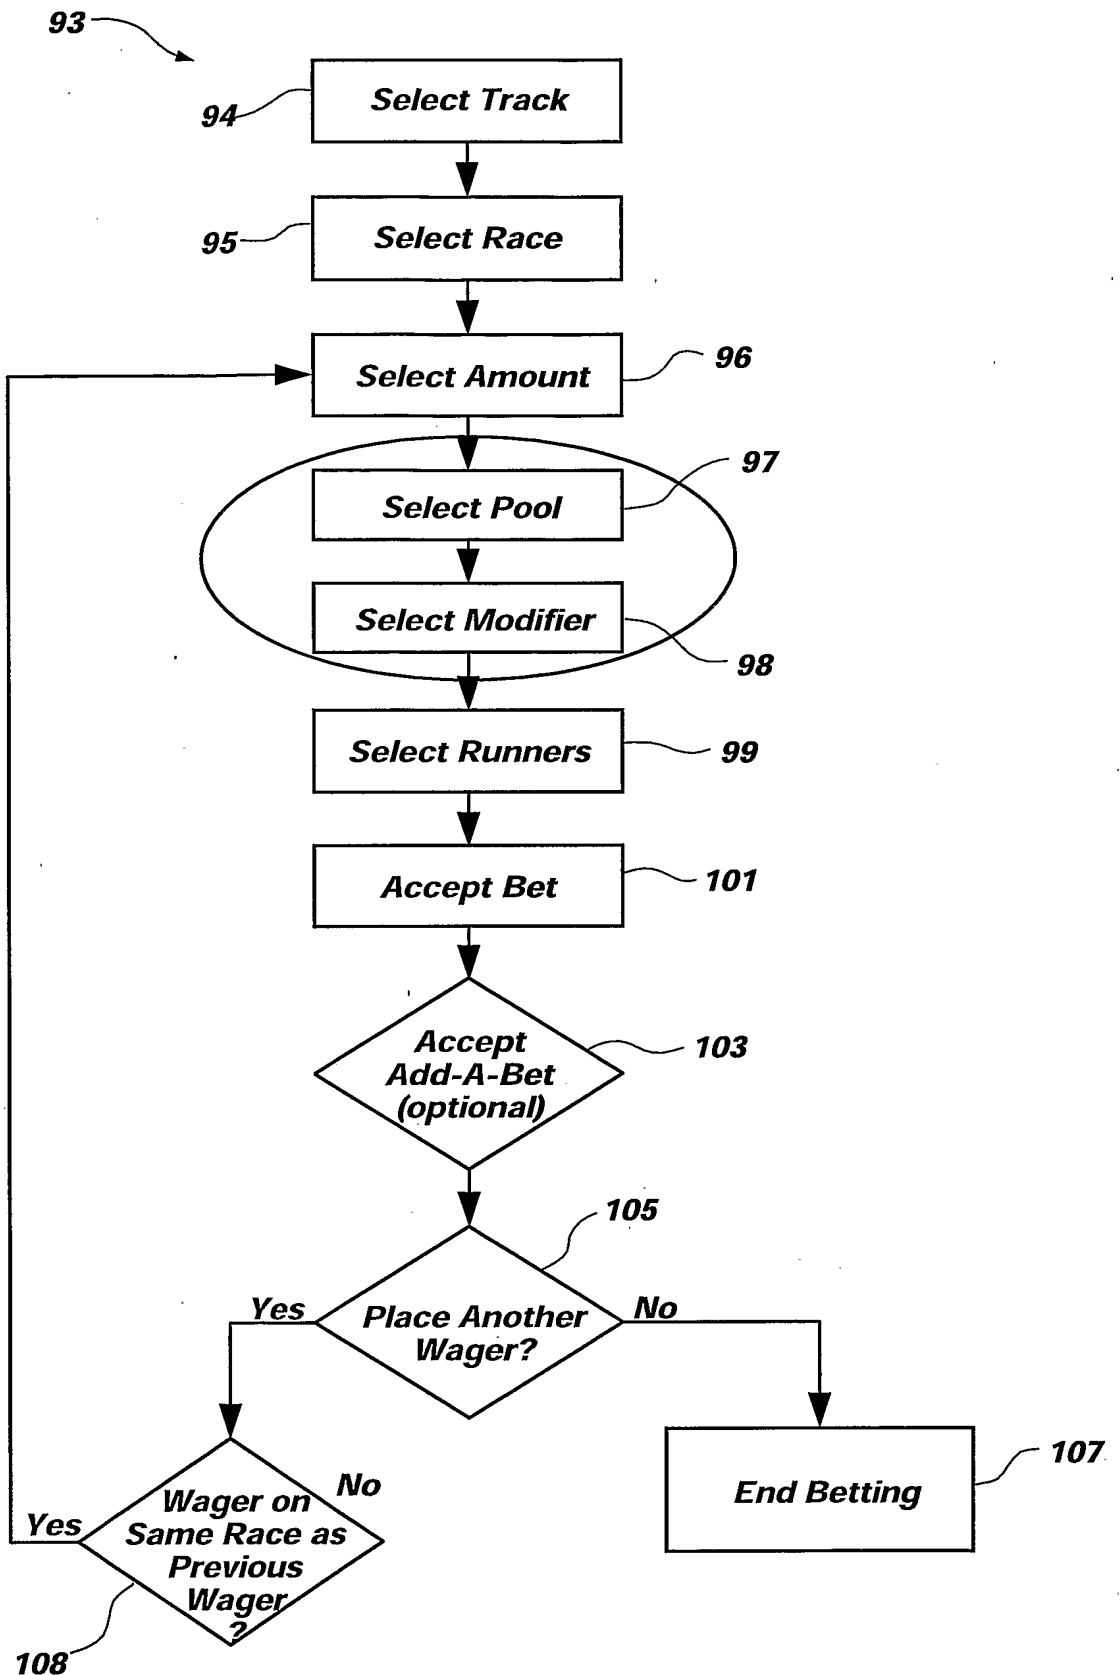 93
94
Select Track
95
Select Race
Select Amount
96
97
Select Pool
Select Modifier
98
Select Runners
99
Accept Bet
101
Accept
Add-A-Bet
(optional)
103
105
Yes
Place Another
Wager?
No
107
End Betting
No
Yes
Wager on
Same Race as
Previous
Wager
?
108